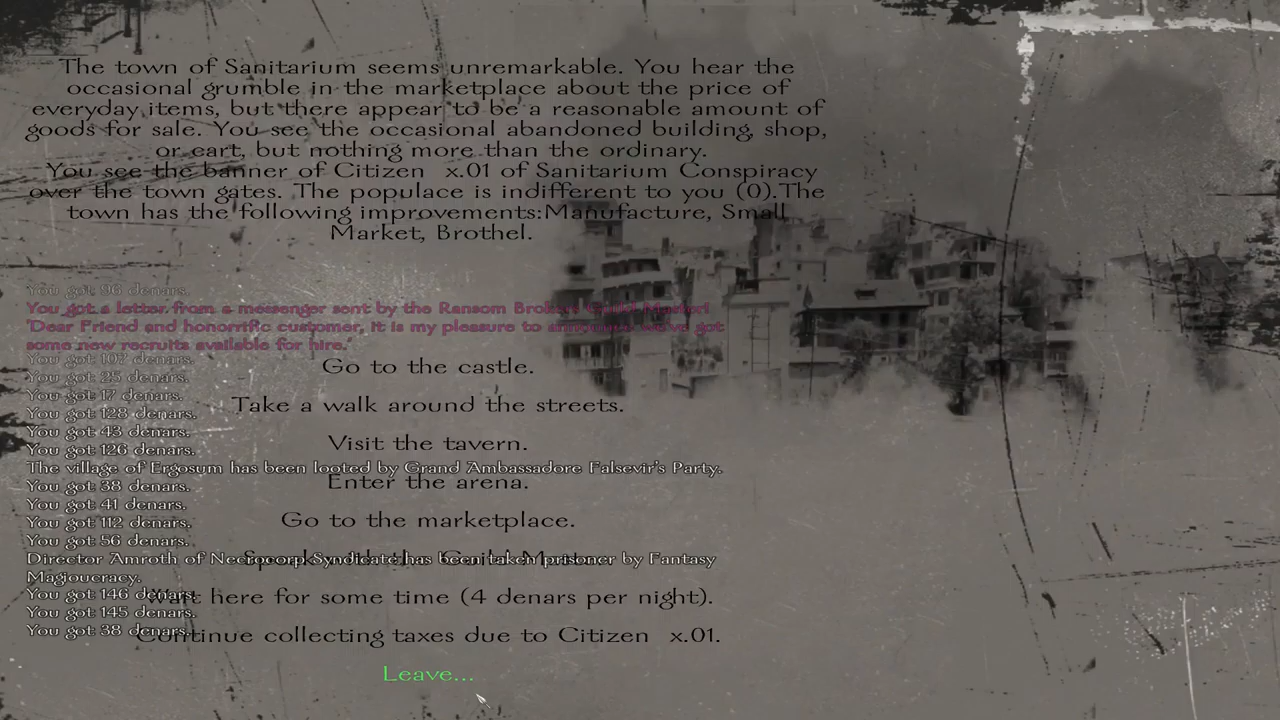 The town of Sanitarium seems unremarkable. You hear the
occasional grumble in the marketplace about the price of
everyday items, but there appear to be a reasonable amount of
goods for sale. You see the occasional abandoned building, shop,
or cart, but nothing more than the ordinary.
You see the banner of Citizen x.01 of Sanitarium Conspiracy
over the town gates. The populace is indifferent to you (0).The
town has the following improvements:Manufacture, Small
Market, Brothel.
You got 96 denars.
You got a letter from a messenger sent by the Ransom Brokers Guild Master!
'Dear Friend and honorrific customer, it is my pleasure to announce we've got
some new recruits available for hire.'
You got 107 denars.
Go to the castle.
You got 25 denars.
You got 17 denars.
Take a walk around the streets.
You got 128 denars.
You got 43 denars.
Visit the tavern.
You got 126 denars.
The village of Ergosum has been looted by Grand Ambassadore Falsevir's Party.
Enter the arena.
You got 38 denars.
You got 41 denars.
Go to the marketplace.
You got 112 denars.
You got 56 denars.
Director Amroth of Necrocorp Syndicate has been taken prisoner by Fantasy
Magioucracy.
You got 146 denars.
Wait here for some time (4 denars per night).
You got 145 denars.
You got 38 denars.
Continue collecting taxes due to Citizen x.01.
Leave...